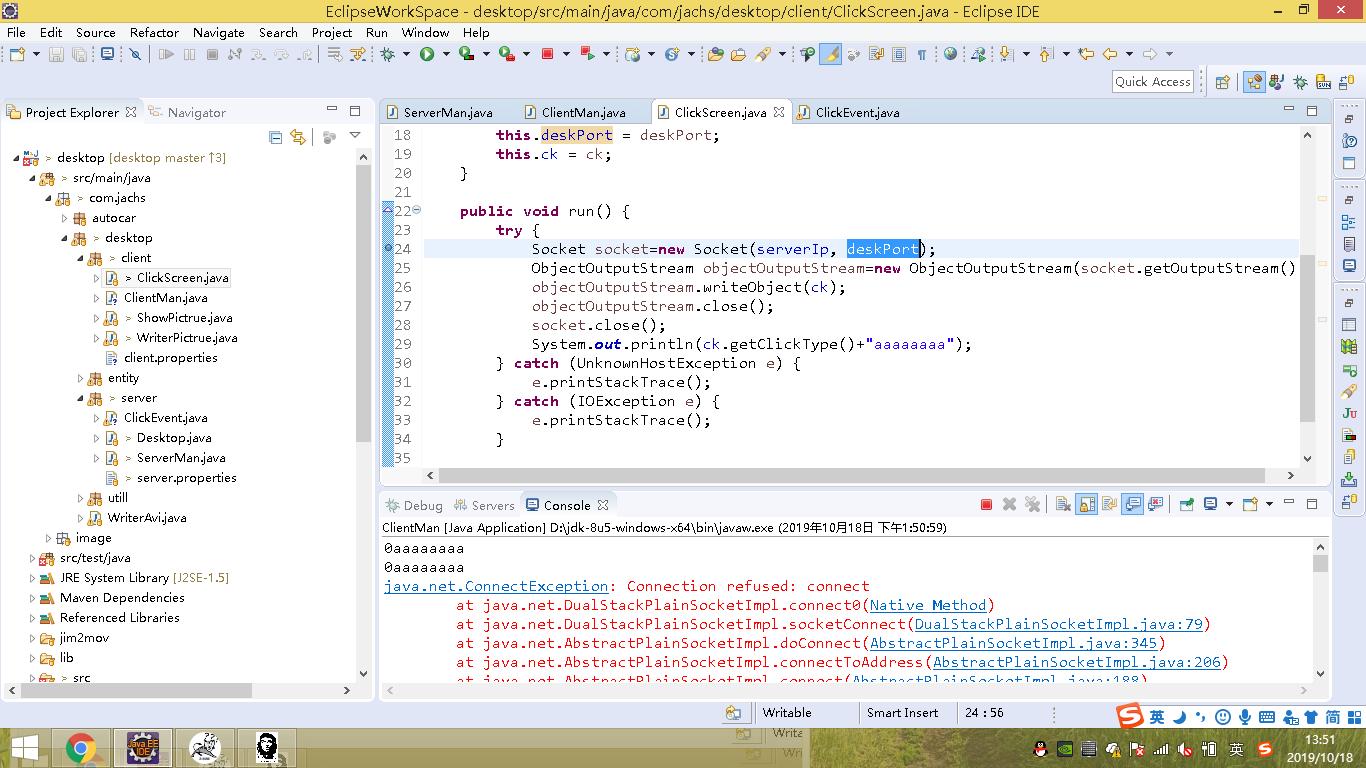 EclipseWorkSpace - desktop/src/main/java/com/jachs/desktop/client/ClickScreen.java - Eclipse IDE
File Edit Source Refactor Navigate Search Project Run Window Help
Quick Access
Project Explorer Navigator
> desktop [desktop master ↑3]
> src/main/java
> com.jachs
autocar
> desktop
> client
> ClickScreen.java
ClientMan.java
> ShowPictrue.java
> WriterPictrue.java
client.properties
entity
> server
ClickEvent.java
> Desktop.java
> ServerMan.java
> server.properties
utill
WriterAvi.java
image
src/test/java
JRE System Library [J2SE-1.5]
Maven Dependencies
Referenced Libraries
jim2mov
lib
> src
ServerMan.java ClientMan.java ClickScreen.java ClickEvent.java
18 this.deskPort = deskPort;
19 this.ck = ck;
20 }
21
22 public void run() {
23 try {
24 Socket socket=new Socket(serverIp, deskPort);
25 ObjectOutputStream objectOutputStream=new ObjectOutputStream(socket.getOutputStream()
26 objectOutputStream.writeObject(ck);
27 objectOutputStream.close();
28 socket.close();
29 System.out.println(ck.getClickType()+"aaaaaaaa");
30 } catch (UnknownHostException e) {
31 e.printStackTrace();
32 } catch (IOException e) {
33 e.printStackTrace();
34 }
35
Debug Servers Console
ClientMan [Java Application] D:\jdk-8u5-windows-x64\bin\javaw.exe (2019年10月18日 下午1:50:59)
0aaaaaaaa
0aaaaaaaa
java.net.ConnectException: Connection refused: connect
at java.net.DualStackPlainSocketImpl.connect0(Native Method)
at java.net.DualStackPlainSocketImpl.socketConnect(DualStackPlainSocketImpl.java:79)
at java.net.AbstractPlainSocketImpl.doConnect(AbstractPlainSocketImpl.java:345)
at java.net.AbstractPlainSocketImpl.connectToAddress(AbstractPlainSocketImpl.java:206)
at java.net.AbstractPlainSocketImpl.connect(AbstractPlainSocketImpl.java:188)
Writable Smart Insert 24 : 56
英 简
Java EE
IDE
英
13:51
2019/10/18